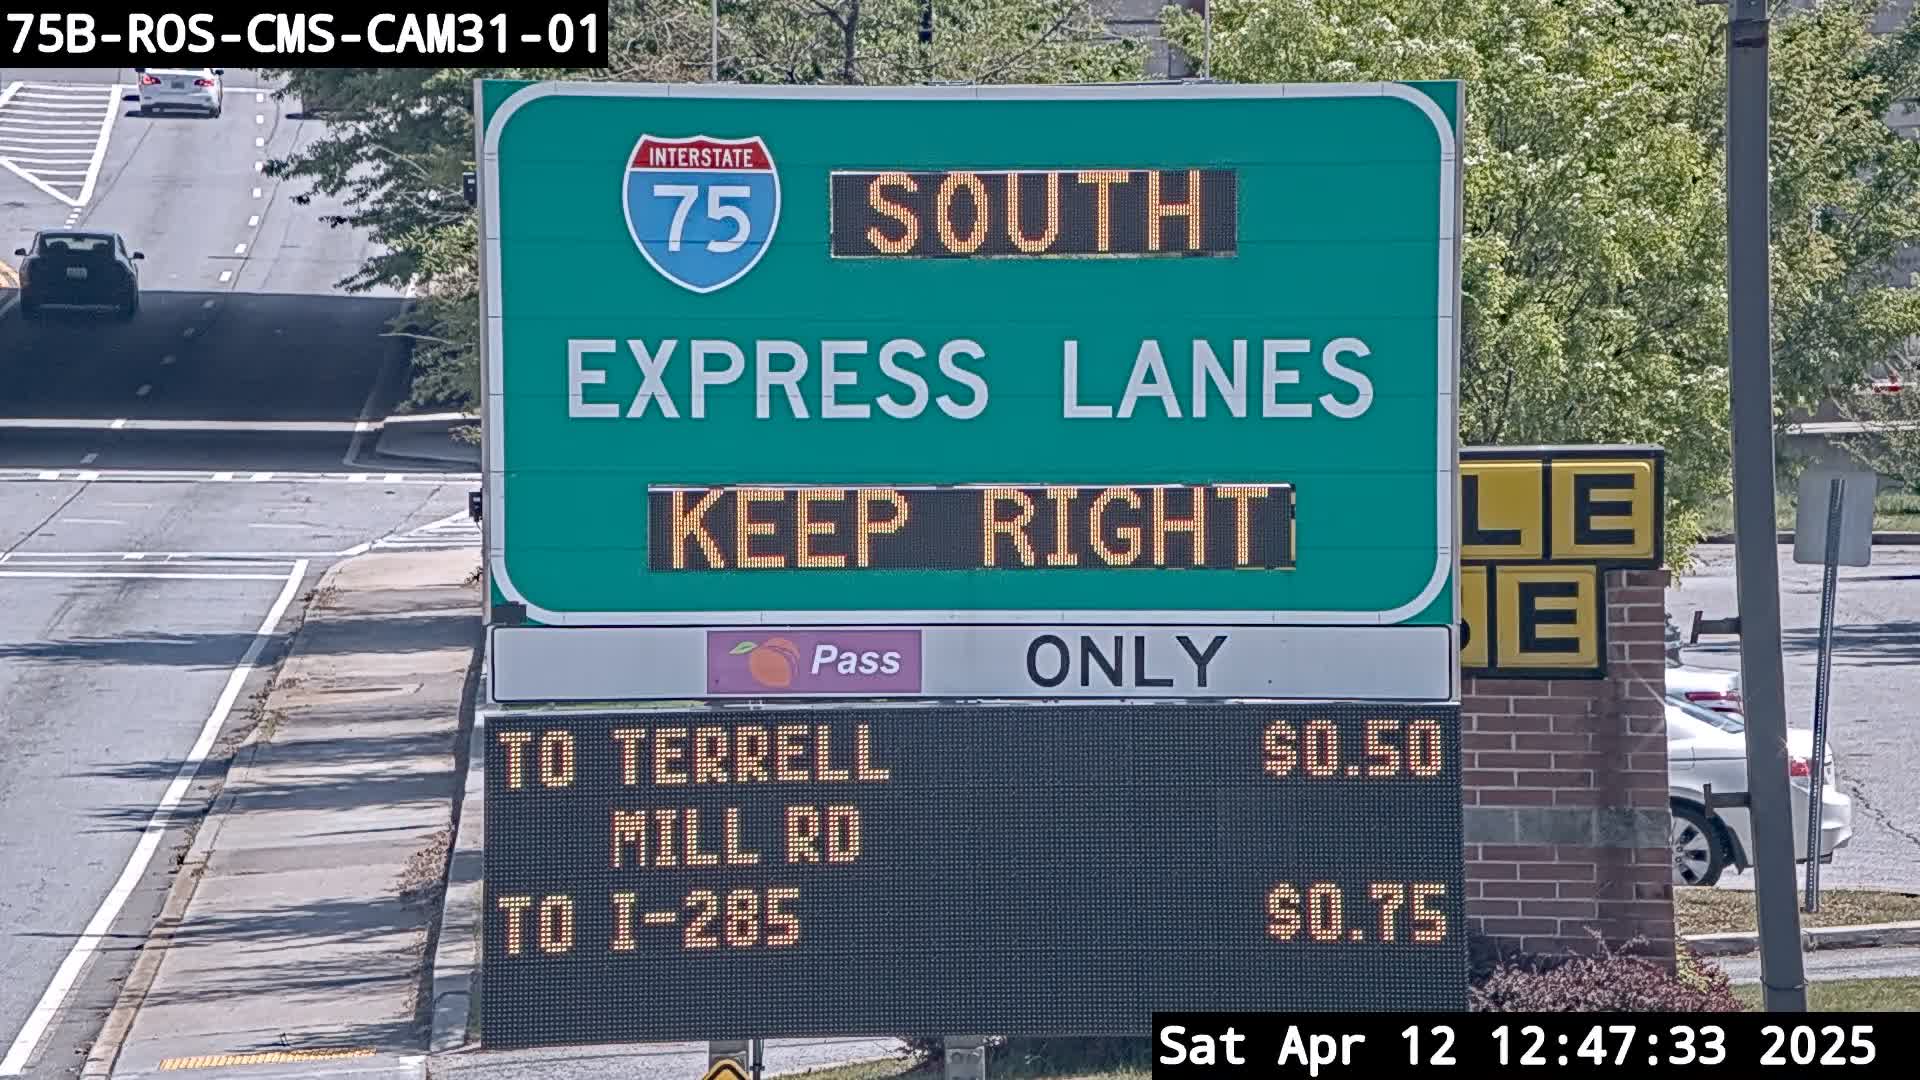 75B-ROS-CMS-CAM31-01
INTERSTATE
75
SOUTH
EXPRESS LANES
KEEP RIGHT
Pass ONLY
LE
E
TO TERRELL $0.50
MILL RD
TO I-285 $0.75
Sat Apr 12 12:47:33 2025